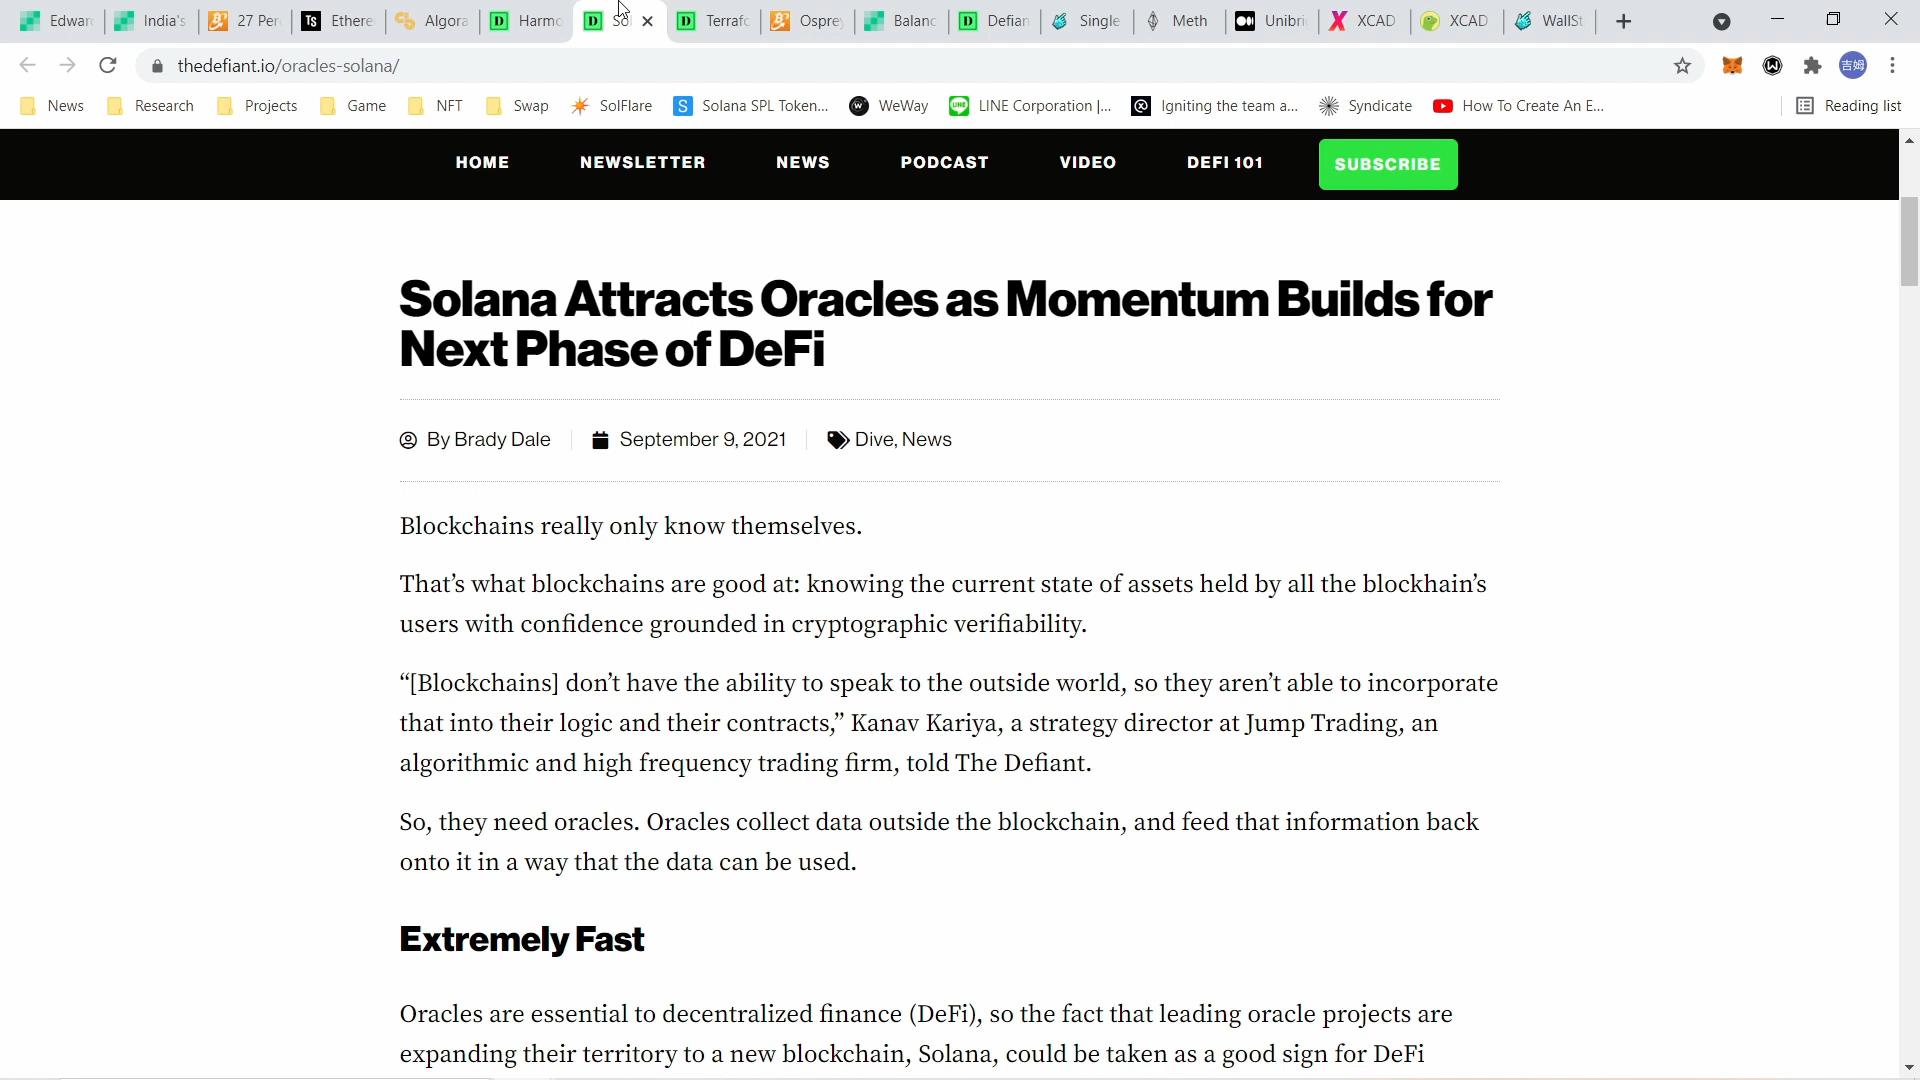 Edwar India's 27 Per Ts Ethere Algora D Harmo D Sol D Terrafo Osprey Balanc D Defian Single Meth Unibri XCAD XCAD WallSt
thedefiant.io/oracles-solana/ 吉姆
News Research Projects Game NFT Swap SolFlare S Solana SPL Token... WeWay LINE Corporation |... Igniting the team a... Syndicate How To Create An E... Reading list
HOME NEWSLETTER NEWS PODCAST VIDEO DEFI 101 SUBSCRIBE
Solana Attracts Oracles as Momentum Builds for
Next Phase of DeFi
By Brady Dale September 9, 2021 Dive, News
Blockchains really only know themselves.
That’s what blockchains are good at: knowing the current state of assets held by all the blockhain’s
users with confidence grounded in cryptographic verifiability.
“[Blockchains] don’t have the ability to speak to the outside world, so they aren’t able to incorporate
that into their logic and their contracts,” Kanav Kariya, a strategy director at Jump Trading, an
algorithmic and high frequency trading firm, told The Defiant.
So, they need oracles. Oracles collect data outside the blockchain, and feed that information back
onto it in a way that the data can be used.
Extremely Fast
Oracles are essential to decentralized finance (DeFi), so the fact that leading oracle projects are
expanding their territory to a new blockchain, Solana, could be taken as a good sign for DeFi